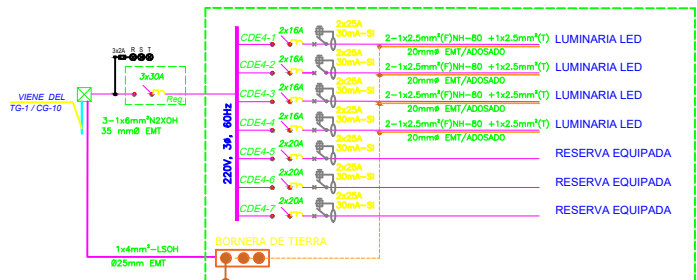 3x2A R S T
3x30A
Reg.
VIENE DEL
TG-1 / CG-10
3-1x6mm²N2XOH
35 mmØ EMT
1x4mm²-LSOH
Ø25mm EMT
220V, 3ø, 60Hz
CDE4-1 2x16A 2x25A 30mA-SI 2-1x2.5mm²(F)NH-80 +1x2.5mm²(T) LUMINARIA LED
20mmø EMT/ADOSADO
CDE4-2 2x16A 2x25A 30mA-SI 2-1x2.5mm²(F)NH-80 +1x2.5mm²(T) LUMINARIA LED
20mmø EMT/ADOSADO
CDE4-3 2x16A 2x25A 30mA-SI 2-1x2.5mm²(F)NH-80 +1x2.5mm²(T) LUMINARIA LED
20mmø EMT/ADOSADO
CDE4-4 2x16A 2x25A 30mA-SI 2-1x2.5mm²(F)NH-80 +1x2.5mm²(T) LUMINARIA LED
20mmø EMT/ADOSADO
CDE4-5 2x20A 2x25A 30mA-SI RESERVA EQUIPADA
CDE4-6 2x20A 2x25A 30mA-SI RESERVA EQUIPADA
CDE4-7 2x20A 2x25A 30mA-SI RESERVA EQUIPADA
BORNERA DE TIERRA